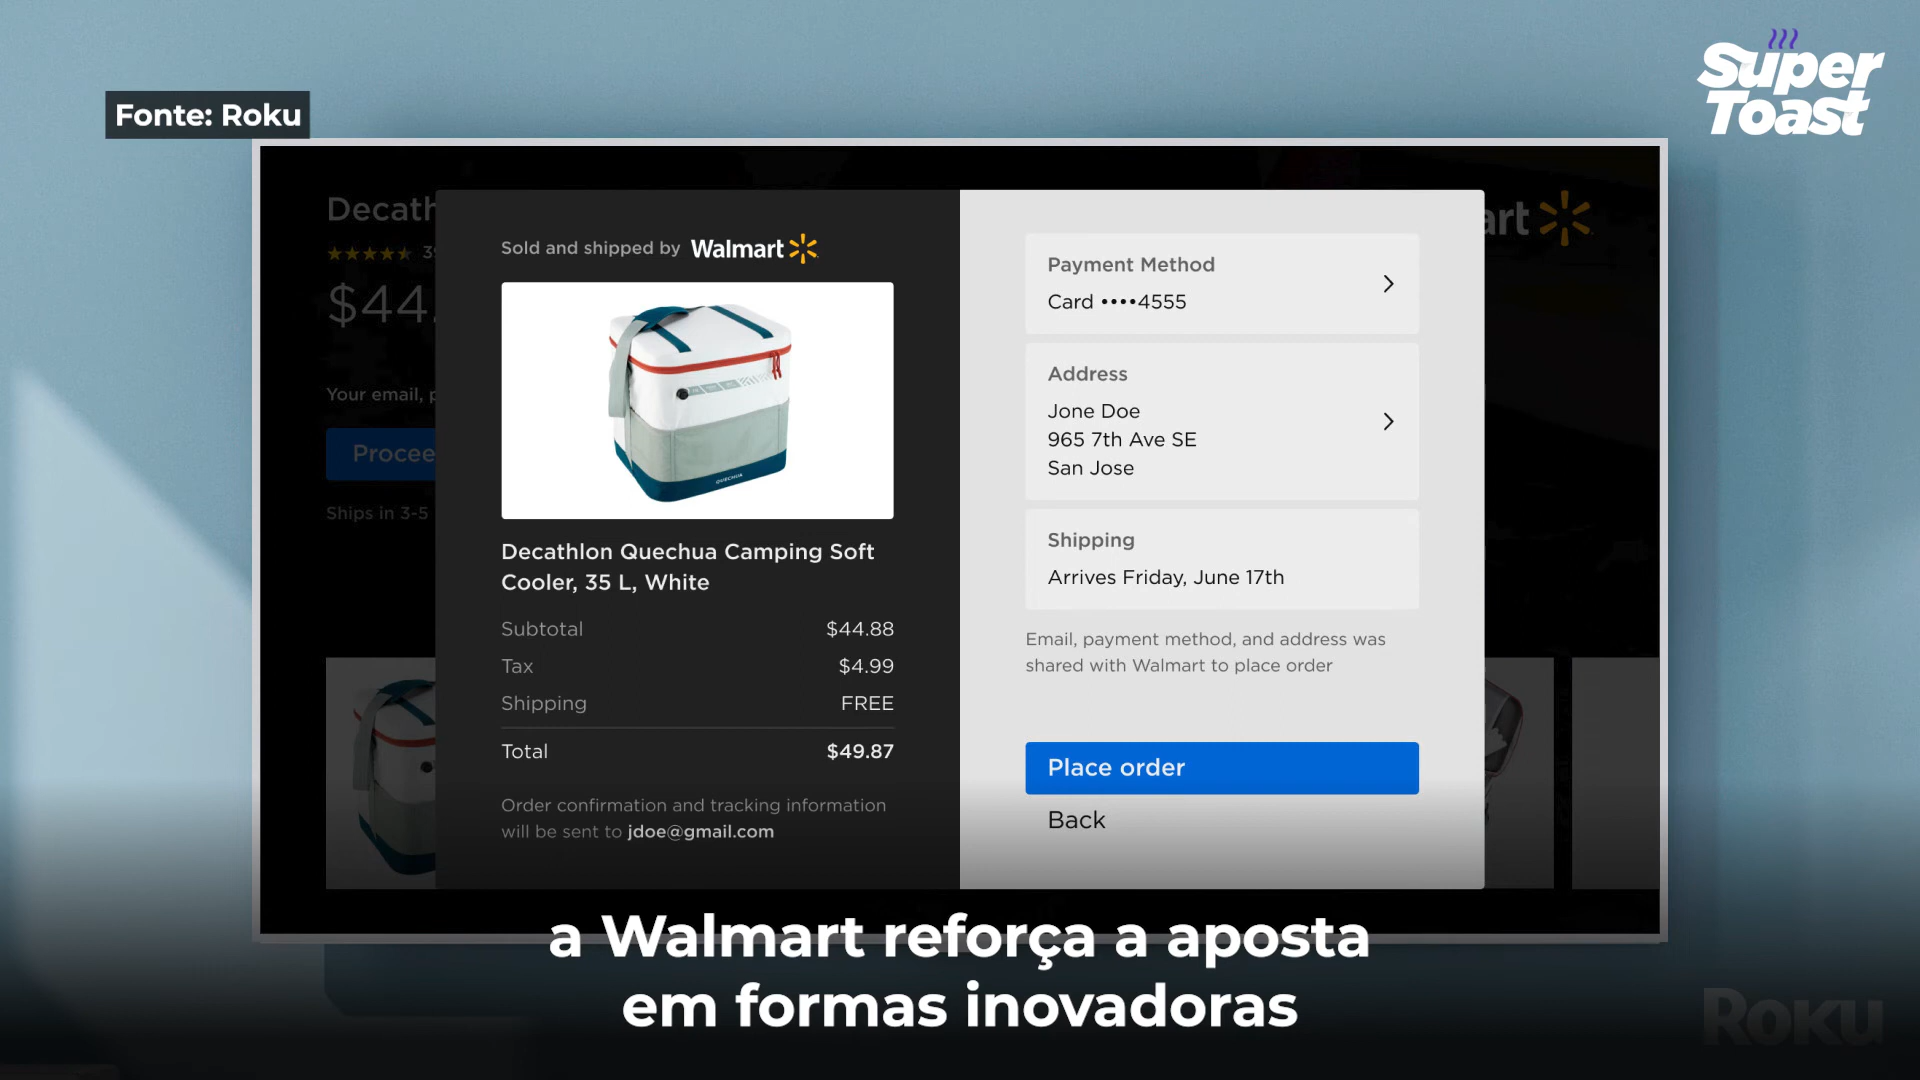 Super
Toast
Fonte: Roku
Decath
$44.
Your email,
Procee
Ships in 3-5
art
Sold and shipped by Walmart
QUECHUA
Decathlon Quechua Camping Soft
Cooler, 35 L, White
Subtotal $44.88
Tax $4.99
Shipping FREE
Total $49.87
Order confirmation and tracking information
will be sent to jdoe@gmail.com
Payment Method
Card ••••4555
Address
Jone Doe
965 7th Ave SE
San Jose
Shipping
Arrives Friday, June 17th
Email, payment method, and address was
shared with Walmart to place order
Place order
Back
a Walmart reforça a aposta
em formas inovadoras
Roku